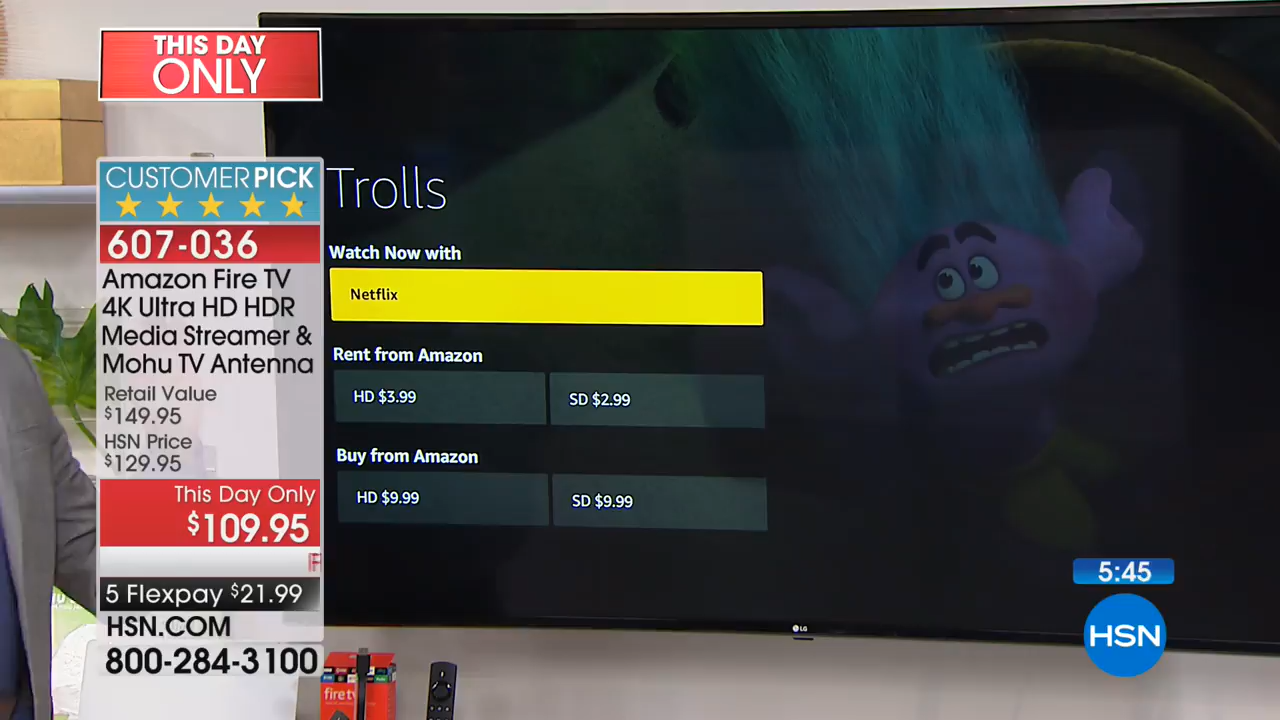 THIS DAY
ONLY
CUSTOMER PICK
607-036
Amazon Fire TV
4K Ultra HD HDR
Media Streamer &
Mohu TV Antenna
Retail Value
$149.95
HSN Price
$129.95
This Day Only
$109.95
5 Flexpay $21.99
HSN.COM
800-284-3100
Trolls
Watch Now with
Netflix
Rent from Amazon
HD $3.99
SD $2.99
Buy from Amazon
HD $9.99
SD $9.99
LG
5:45
HSN
fire tv